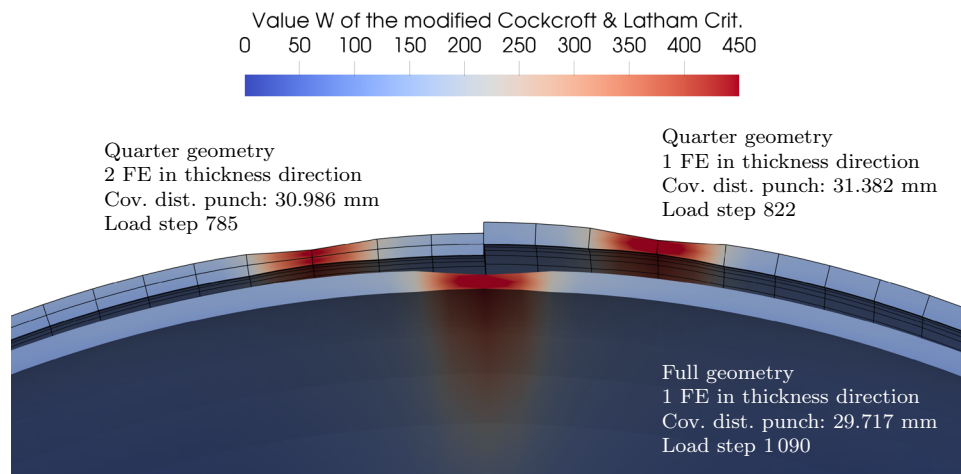 Value W of the modified Cockcroft & Latham Crit.
0 50 100 150 200 250 300 350 400 450
Quarter geometry
2 FE in thickness direction
Cov. dist. punch: 30.986 mm
Load step 785
Quarter geometry
1 FE in thickness direction
Cov. dist. punch: 31.382 mm
Load step 822
Full geometry
1 FE in thickness direction
Cov. dist. punch: 29.717 mm
Load step 1 090